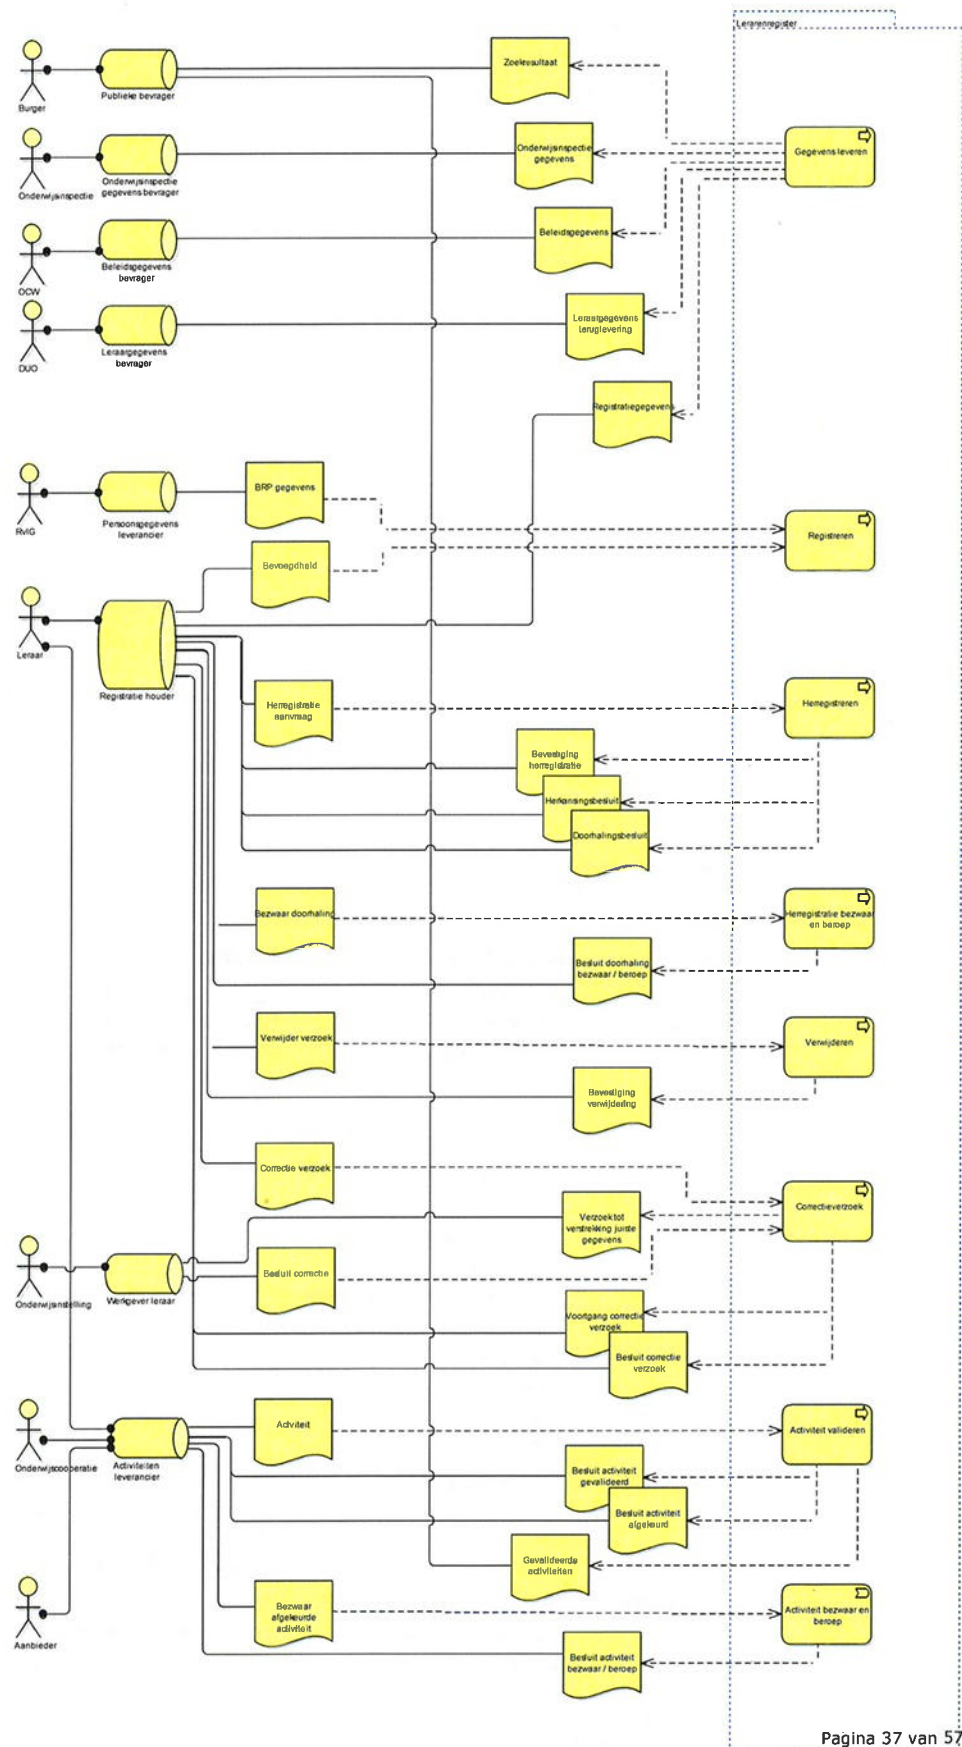 Lerarenregister
Zoekresultaat
Burger
Publieke bevrager
Gegevens leveren
Onderwijsinspectie
gegevens
Onderwijsinspectie
Onderwijsinspectie
gegevens bevrager
Beleidsgegevens
OCW
Beleidsgegevens
bevrager
Leraargegevens
teruglevering
DUO
Leraargegevens
bevrager
Registratiegegevens
BRP gegevens
RvIG
Persoonsgegevens
leverancier
Registreren
Bevoegdheid
Leraar
Registratie houder
Herregistratie
aanvraag
Herregistreren
Bevestiging
herregistratie
Herkansingsbesluit
Doorhalingsbesluit
Bezwaar doorhaling
Herregistratie bezwaar
en beroep
Besluit doorhaling
bezwaar / beroep
Verwijder verzoek
Verwijderen
Bevestiging
verwijdering
Correctie verzoek
Correctieverzoek
Verzoek tot
verstrekking juiste
gegevens
Onderwijsinstelling
Werkgever leraar
Besluit correctie
Voortgang correctie
verzoek
Besluit correctie
verzoek
Onderwijscooperatie
Activiteiten
leverancier
Activiteit
Activiteit valideren
Besluit activiteit
gevalideerd
Besluit activiteit
afgekeurd
Gevalideerde
activiteiten
Aanbieder
Bezwaar
afgekeurde
activiteit
Activiteit bezwaar en
beroep
Besluit activiteit
bezwaar / beroep
Pagina 37 van 57